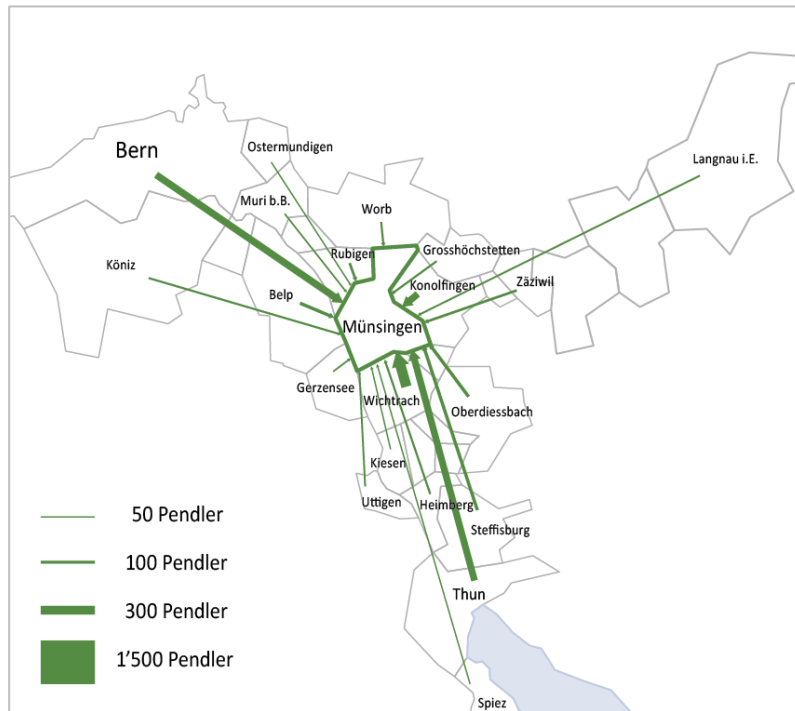 Ostermundigen
Bern
Langnau i.E.
Muri b.B.
Worb
Rubigen
Grosshöchstetten
Köniz
Konolfingen
Zäziwil
Belp
Münsingen
Gerzensee
Wichtrach
Oberdiessbach
Kiesen
Uttigen
Heimberg
50 Pendler
Steffisburg
100 Pendler
Thun
300 Pendler
1'500 Pendler
Spiez